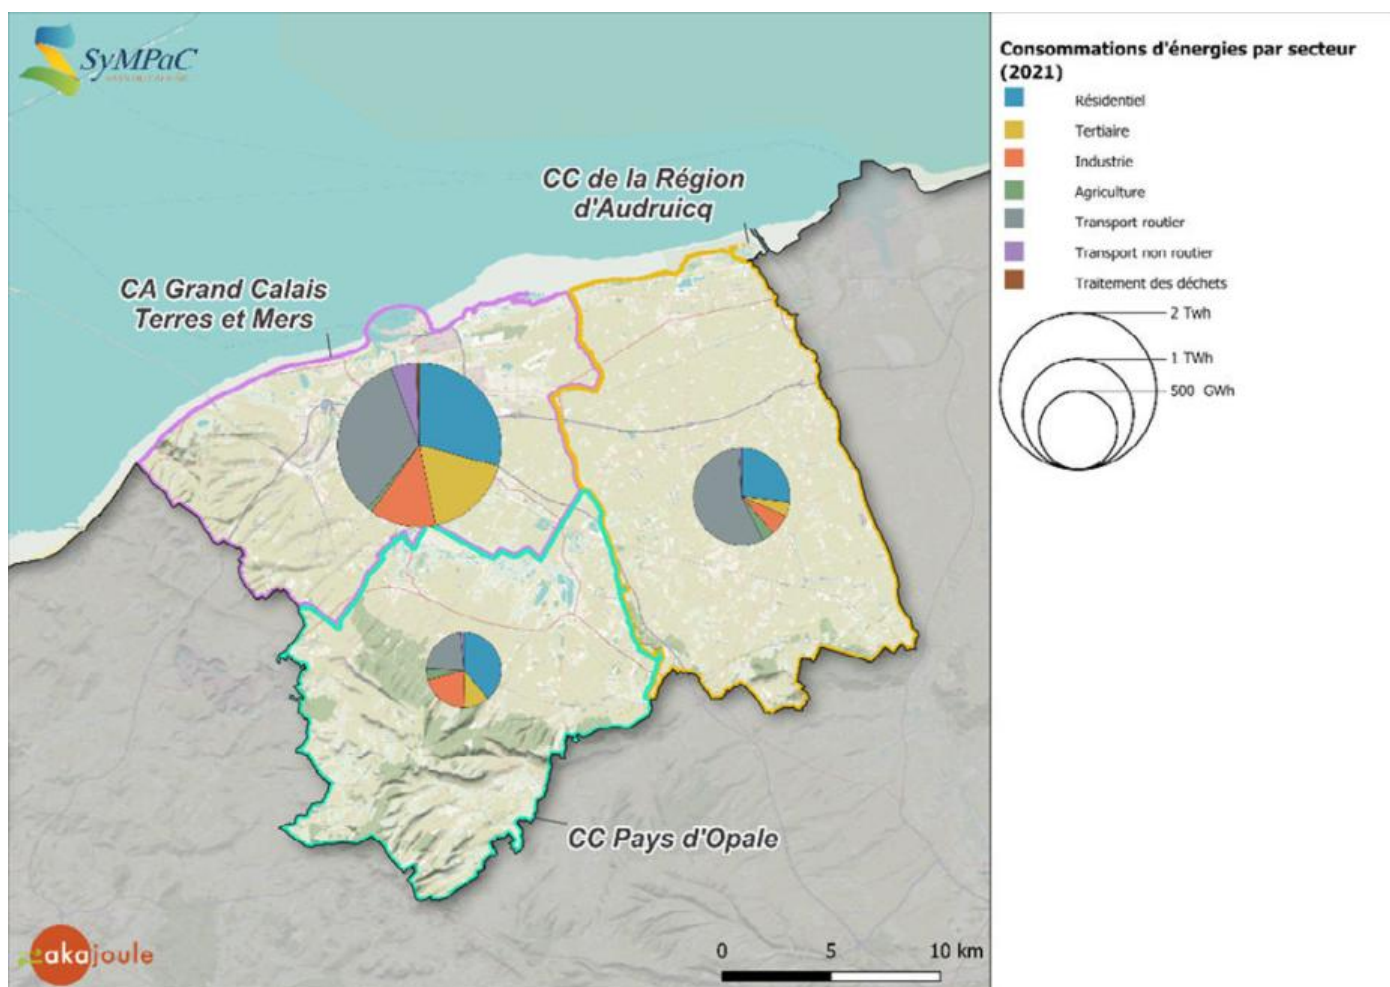 SyMPaC
Consommations d'énergies par secteur
(2021)
Résidentiel
Tertiaire
Industrie
Agriculture
Transport routier
Transport non routier
Traitement des déchets
2 Twh
1 TWh
500 GWh
CC de la Région
d'Audruicq
CA Grand Calais
Terres et Mers
CC Pays d'Opale
akajoule
0 5 10 km